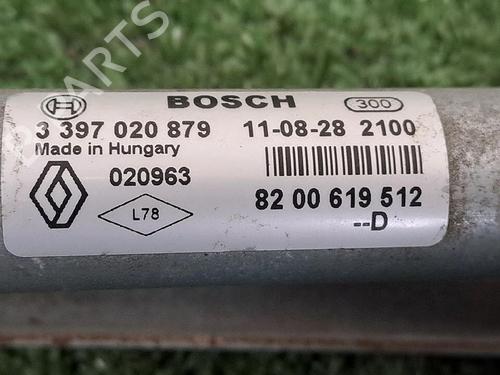 BOSCH
300
3 397 020 879 11-08-28 2100
Made in Hungary
020963
82 00 619 512
L78
--D
PARTS